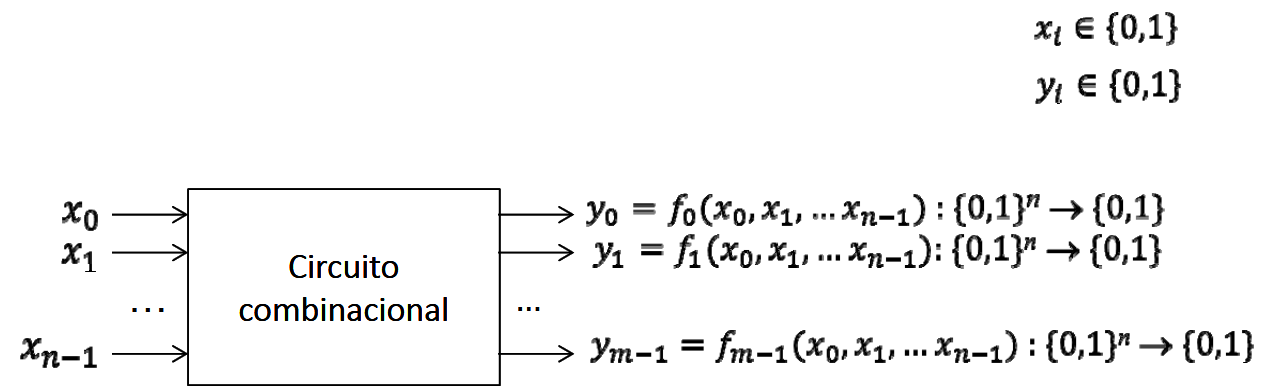 xᵢ ∈ {0,1}
yᵢ ∈ {0,1}
x₀
y₀ = f₀(x₀, x₁, … xₙ₋₁) : {0,1}ⁿ → {0,1}
x₁
y₁ = f₁(x₀, x₁, … xₙ₋₁): {0,1}ⁿ → {0,1}
Circuito
combinacional
... ...
xₙ₋₁
yₘ₋₁ = fₘ₋₁(x₀, x₁, … xₙ₋₁) : {0,1}ⁿ → {0,1}